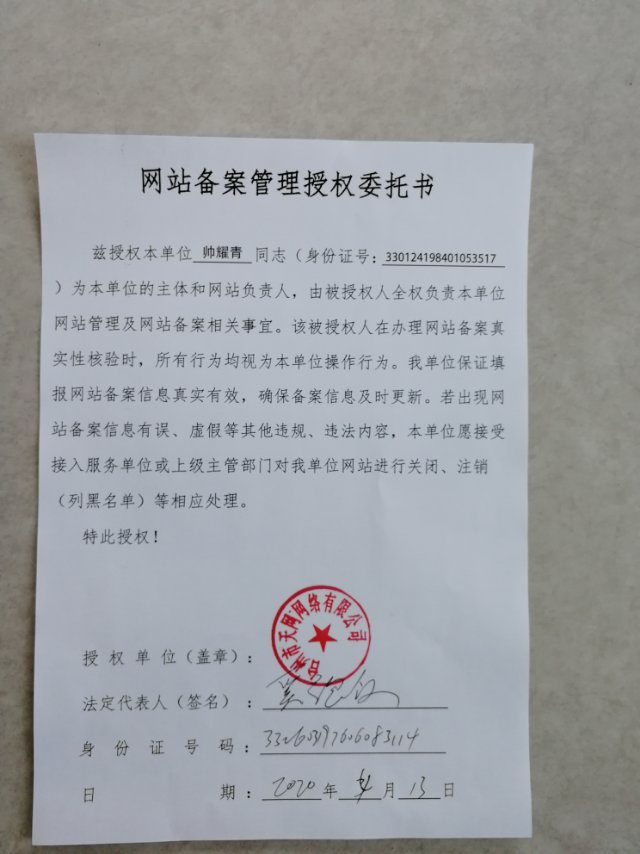 网站备案管理授权委托书
兹授权本单位 帅耀青 同志（身份证号：330124198401053517
）为本单位的主体和网站负责人，由被授权人全权负责本单位
网站管理及网站备案相关事宜。该被授权人在办理网站备案真
实性核验时，所有行为均视为本单位操作行为。我单位保证填
报网站备案信息真实有效，确保备案信息及时更新。若出现网
站备案信息有误、虚假等其他违规、违法内容，本单位愿接受
接入服务单位或上级主管部门对我单位网站进行关闭、注销
（列黑名单）等相应处理。
特此授权！
台州市天网网络有限公司
授权单位（盖章）：
法定代表人（签名）：
身份证号码：
日期：2020年 月13日